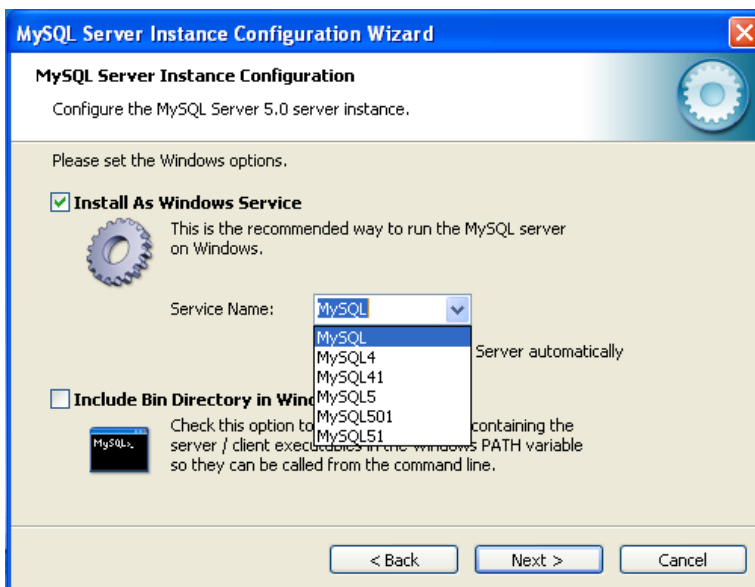 MySQL Server Instance Configuration Wizard
MySQL Server Instance Configuration
Configure the MySQL Server 5.0 server instance.
Please set the Windows options.
Install As Windows Service
This is the recommended way to run the MySQL server
on Windows.
Service Name:
MySQL
MySQL
MySQL4
MySQL41
MySQL5
MySQL501
MySQL51
Server automatically
Include Bin Directory in Wind
Check this option to containing the
server / client executables in the Windows PATH variable
so they can be called from the command line.
MySQL>_
< Back
Next >
Cancel